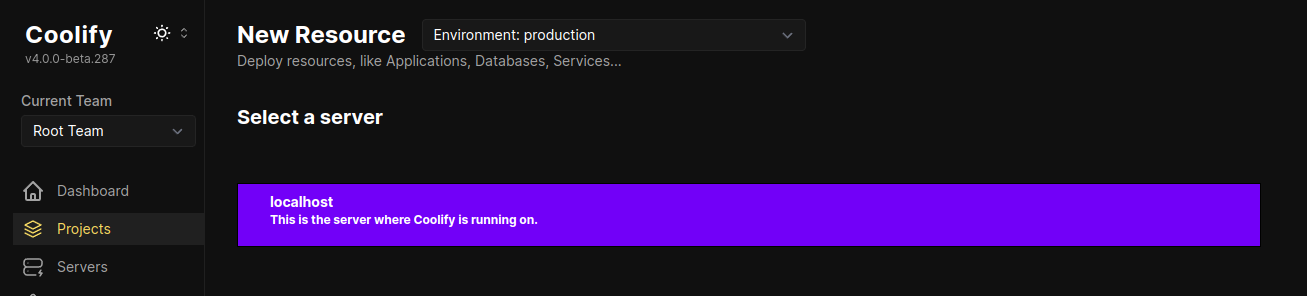 Coolify
v4.0.0-beta.287
Current Team
Root Team
Dashboard
Projects
Servers
New Resource
Environment: production
Deploy resources, like Applications, Databases, Services...
Select a server
localhost
This is the server where Coolify is running on.